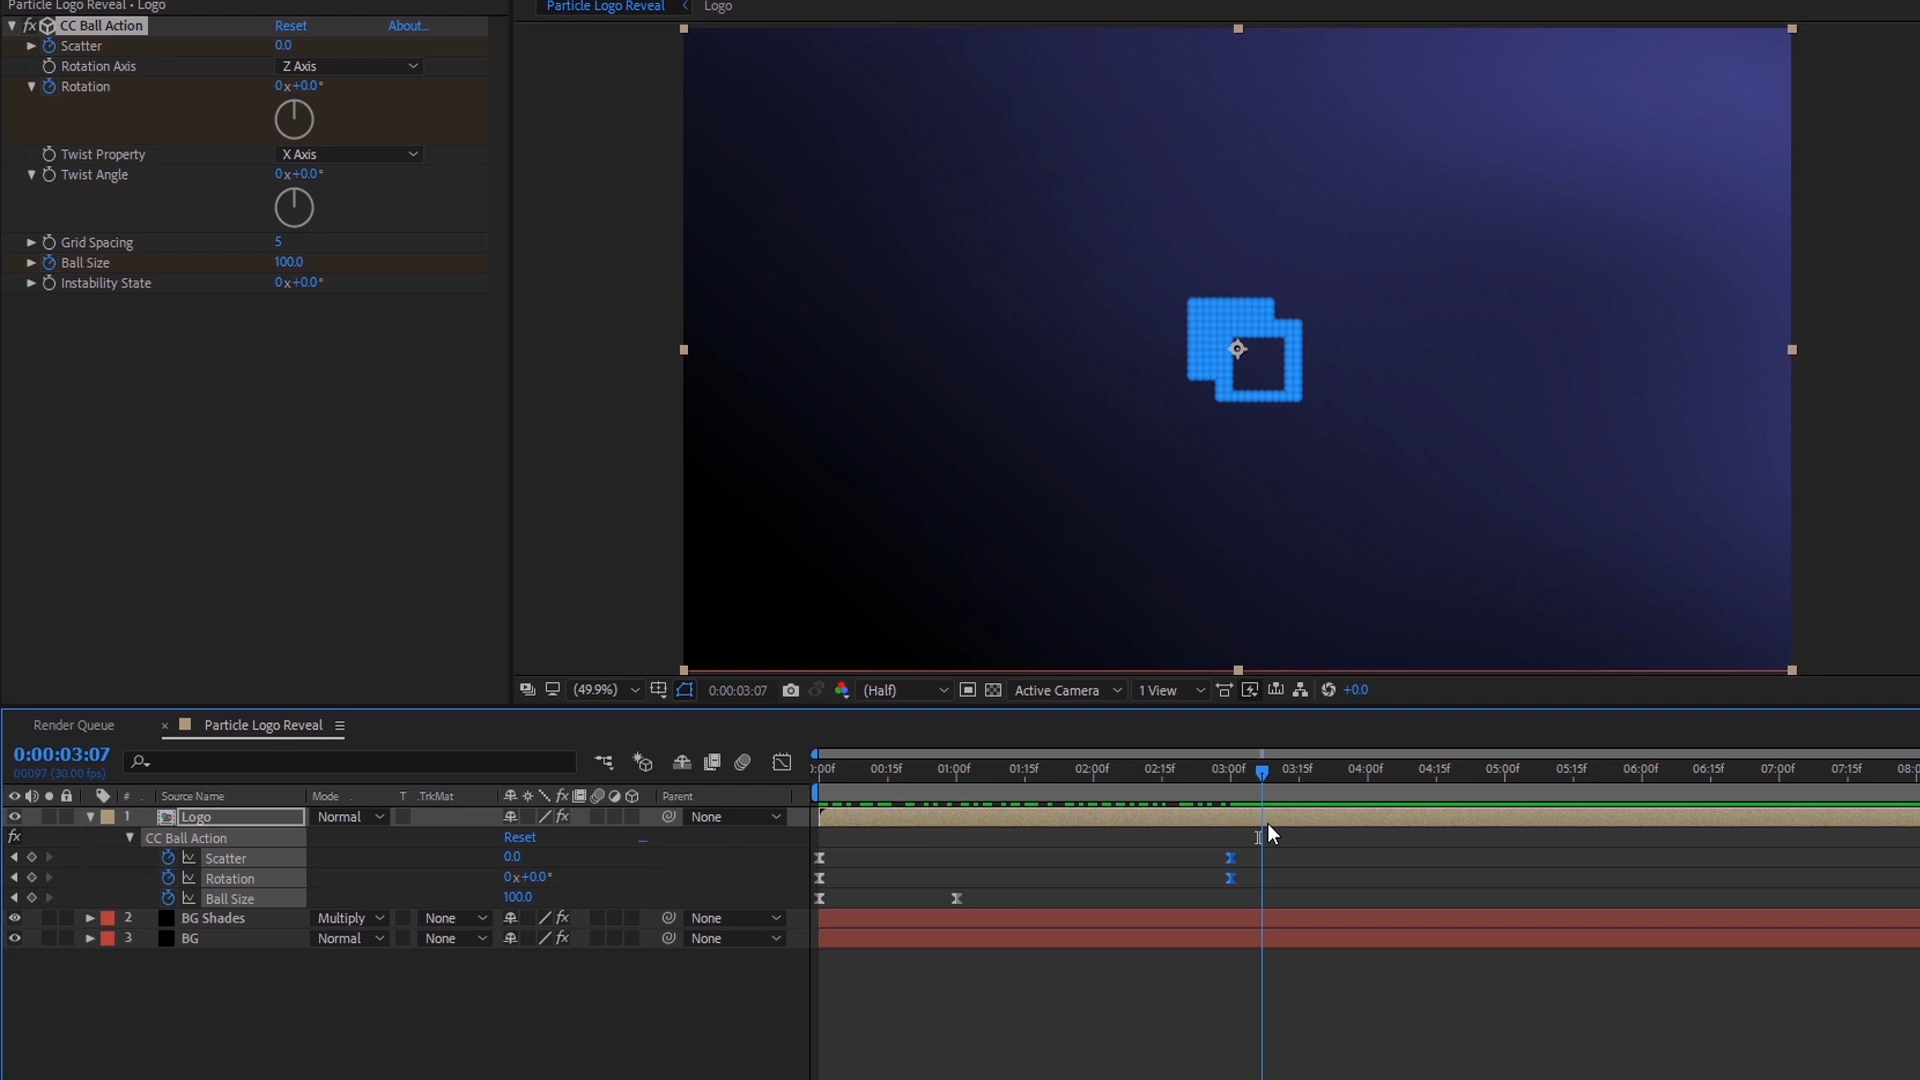 Particle Logo Reveal • Logo
fx CC Ball Action Reset About...
Scatter 0.0
Rotation Axis Z Axis
Rotation 0x+0.0°
Twist Property X Axis
Twist Angle 0x+0.0°
Grid Spacing 5
Ball Size 100.0
Instability State 0x+0.0°
Particle Logo Reveal Logo
(49.9%) 0:00:03:07 (Half) Active Camera 1 View +0.0
Render Queue × Particle Logo Reveal
0:00:03:07
00097 (30.00 fps)
:00f 00:15f 01:00f 01:15f 02:00f 02:15f 03:00f 03:15f 04:00f 04:15f 05:00f 05:15f 06:00f 06:15f 07:00f 07:15f 08:0
# Source Name Mode T .TrkMat fx Parent
1 Logo Normal fx None
fx CC Ball Action Reset
Scatter 0.0
Rotation 0x+0.0°
Ball Size 100.0
2 BG Shades Multiply None fx None
3 BG Normal None fx None